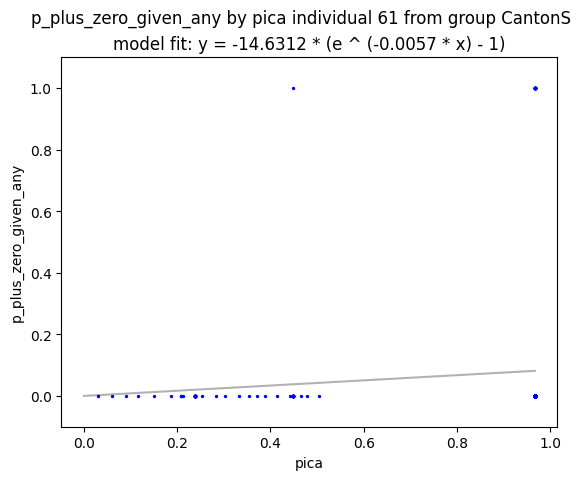 p_plus_zero_given_any by pica individual 61 from group CantonS
model fit: y = -14.6312 * (e ^ (-0.0057 * x) - 1)
p_plus_zero_given_any
1.0
0.8
0.6
0.4
0.2
0.0
0.0 0.2 0.4 0.6 0.8 1.0
pica